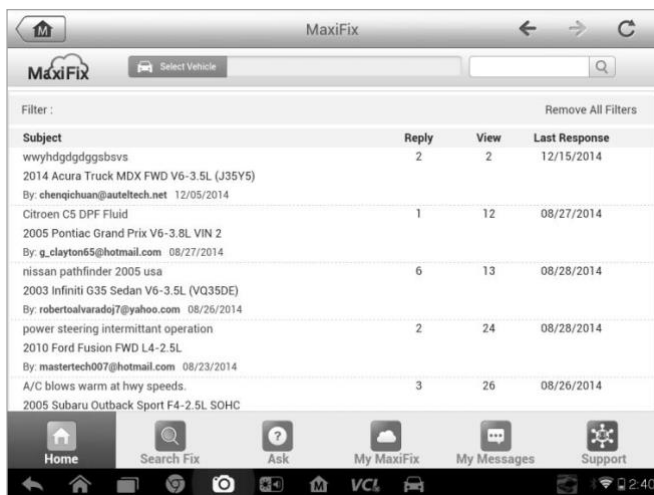 MaxiFix
MaxiFix Select Vehicle
Filter : Remove All Filters
Subject Reply View Last Response
wwyhdgdgdggsbsvs 2 2 12/15/2014
2014 Acura Truck MDX FWD V6-3.5L (J35Y5)
By: chenqichuan@auteltech.net 12/05/2014
Citroen C5 DPF Fluid 1 12 08/27/2014
2005 Pontiac Grand Prix V6-3.8L VIN 2
By: g_clayton65@hotmail.com 08/27/2014
nissan pathfinder 2005 usa 6 13 08/28/2014
2003 Infiniti G35 Sedan V6-3.5L (VQ35DE)
By: robertoalvaradoj7@yahoo.com 08/26/2014
power steering intermittant operation 2 24 08/28/2014
2010 Ford Fusion FWD L4-2.5L
By: mastertech007@hotmail.com 08/23/2014
A/C blows warm at hwy speeds. 3 26 08/26/2014
2005 Subaru Outback Sport F4-2.5L SOHC
Home Search Fix Ask My MaxiFix My Messages Support
M VCI 2:40